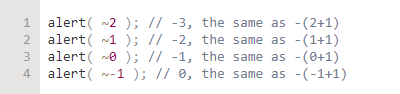 1 alert( ~2 ); // -3, the same as -(2+1)
2 alert( ~1 ); // -2, the same as -(1+1)
3 alert( ~0 ); // -1, the same as -(0+1)
4 alert( ~-1 ); // 0, the same as -(-1+1)